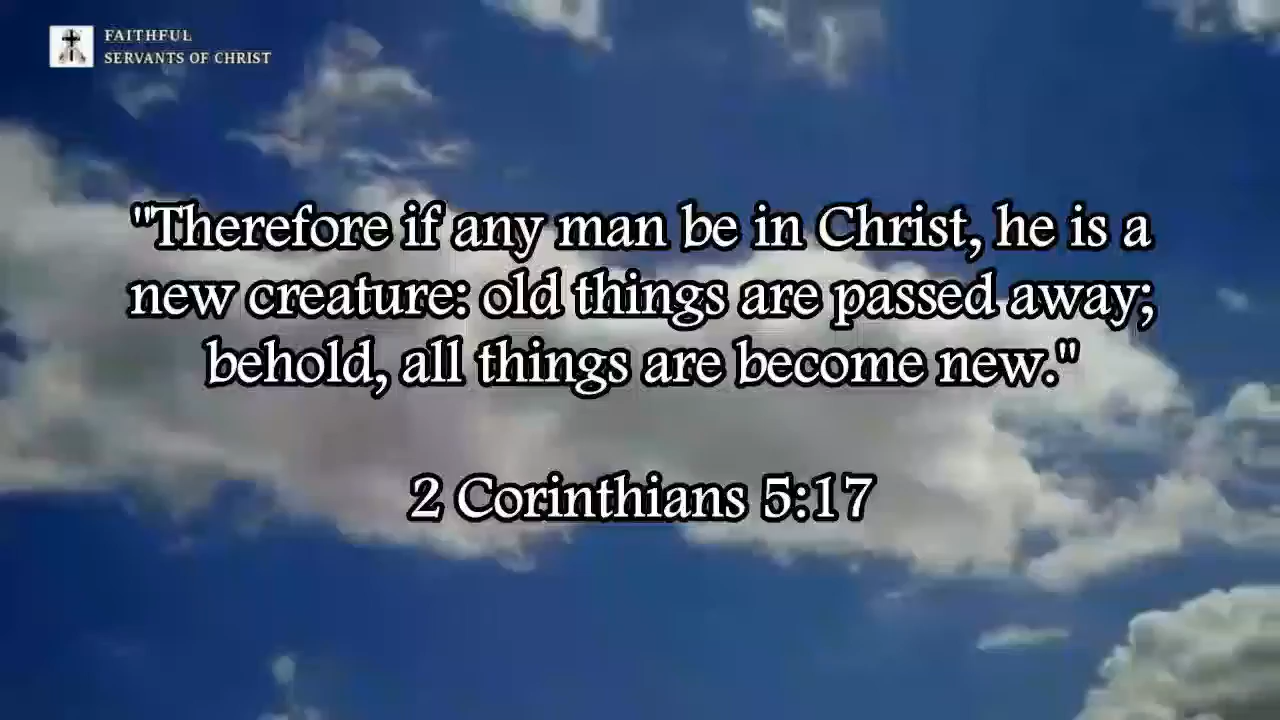 FAITHFUL
SERVANTS OF CHRIST
"Therefore if any man be in Christ, he is a
new creature: old things are passed away;
behold, all things are become new."
2 Corinthians 5:17